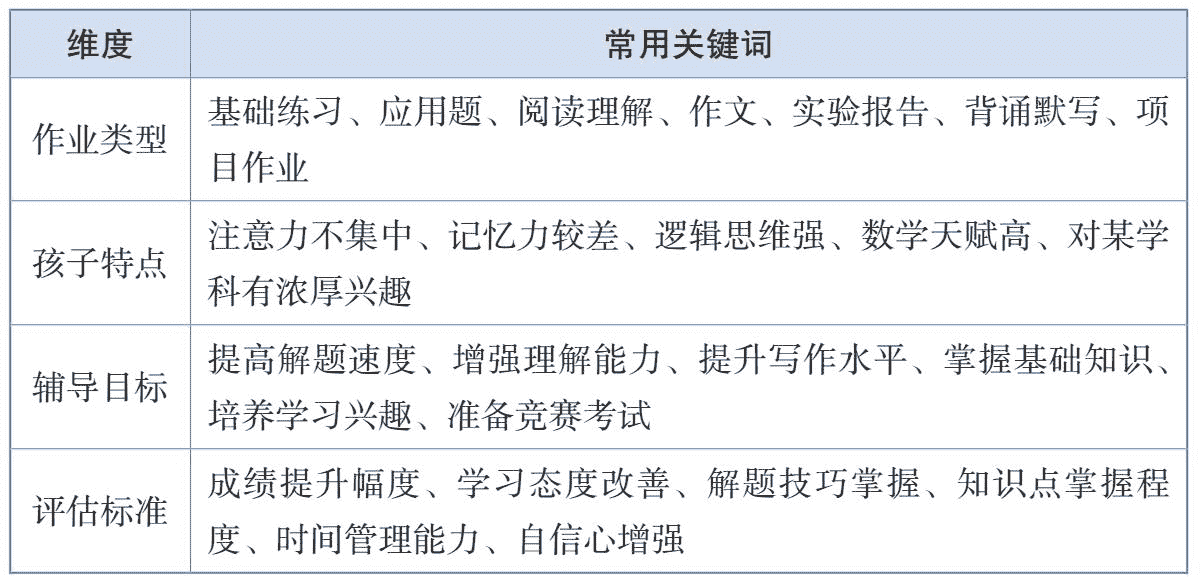 维度
常用关键词
作业类型
基础练习、应用题、阅读理解、作文、实验报告、背诵默写、项
目作业
孩子特点
注意力不集中、记忆力较差、逻辑思维强、数学天赋高、对某学
科有浓厚兴趣
辅导目标
提高解题速度、增强理解能力、提升写作水平、掌握基础知识、
培养学习兴趣、准备竞赛考试
评估标准
成绩提升幅度、学习态度改善、解题技巧掌握、知识点掌握程
度、时间管理能力、自信心增强